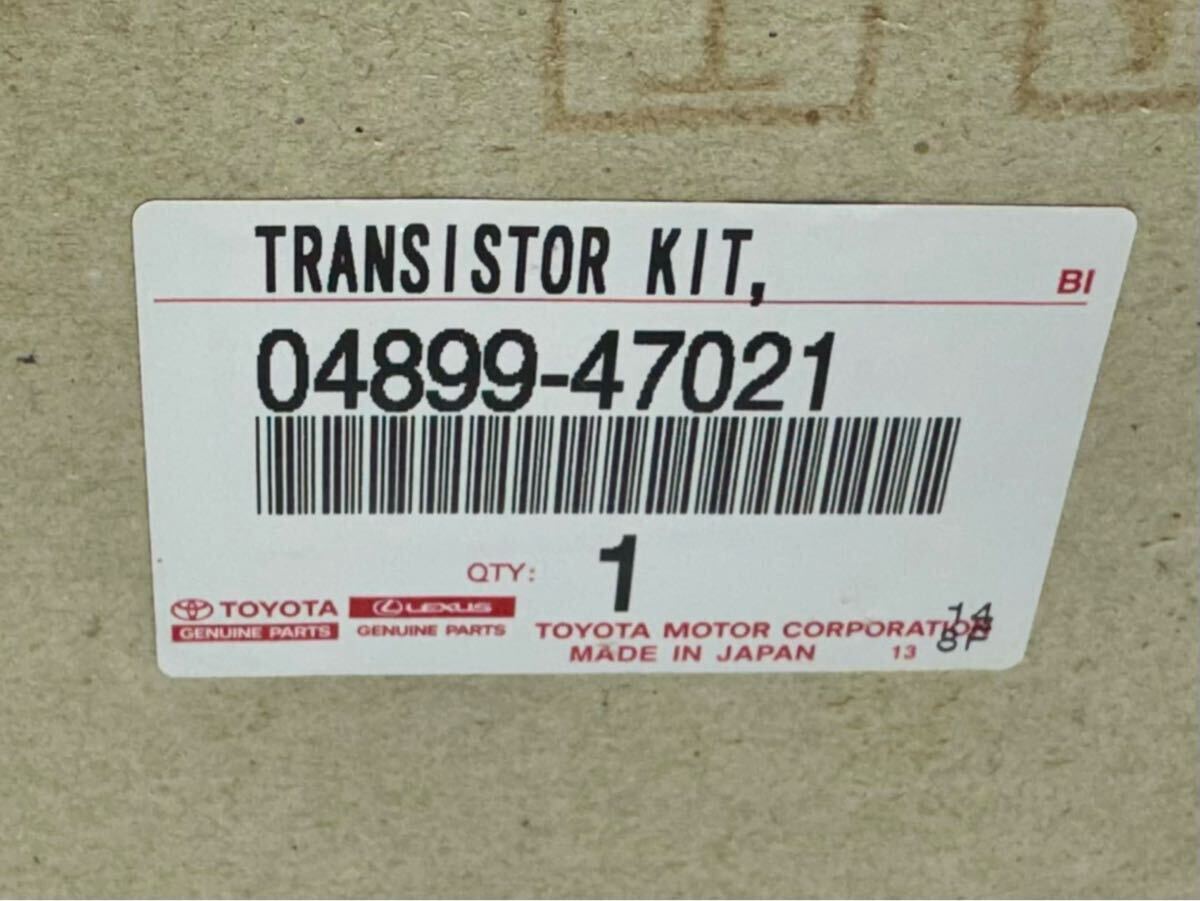 TRANSISTOR KIT,
BI
04899-47021
QTY: 1
TOYOTA
GENUINE PARTS
LEXUS
GENUINE PARTS
TOYOTA MOTOR CORPORATION
MADE IN JAPAN 13
14
8F